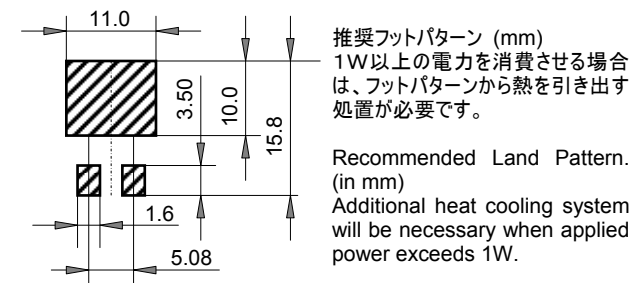 11.0
3.50
10.0
15.8
1.6
5.08
推奨フットパターン (mm)
1W以上の電力を消費させる場合
は、フットパターンから熱を引き出す
処置が必要です。
Recommended Land Pattern.
(in mm)
Additional heat cooling system
will be necessary when applied
power exceeds 1W.